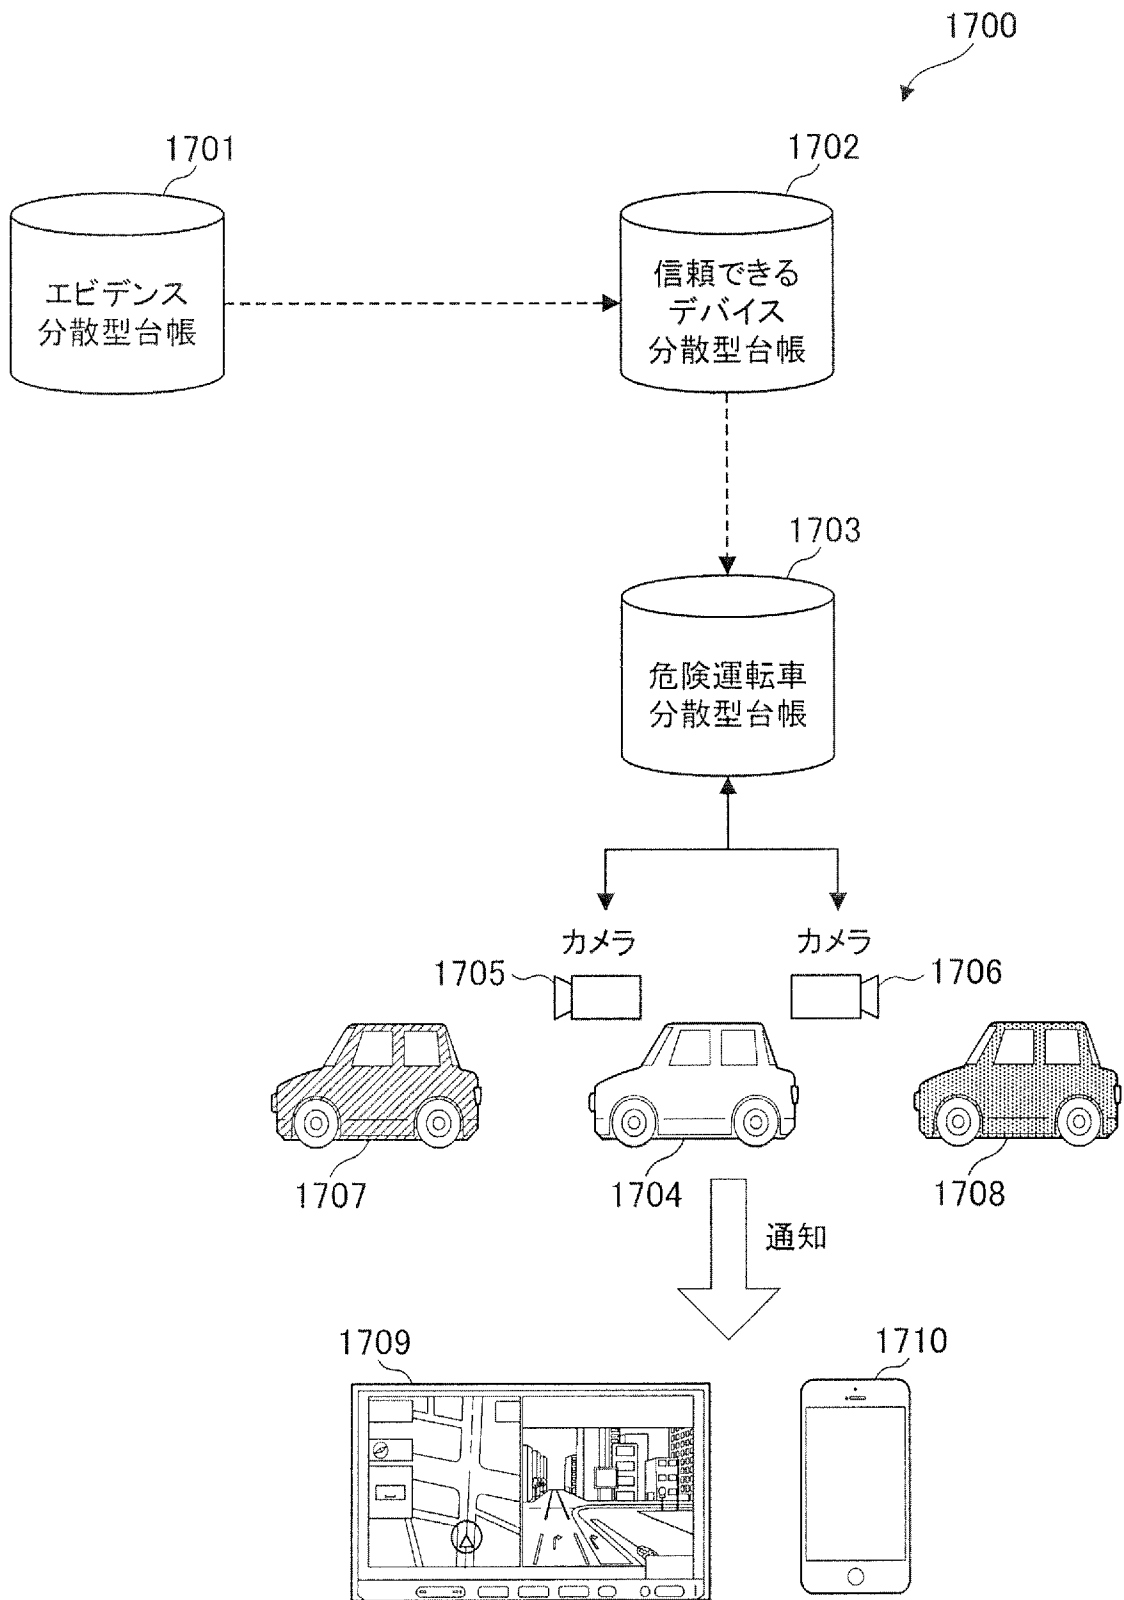 1700
1701
1702
エビデンス
分散型台帳
信頼できる
デバイス
分散型台帳
1703
危険運転車
分散型台帳
カメラ
カメラ
1705
1706
1707
1704
1708
通知
1709
1710